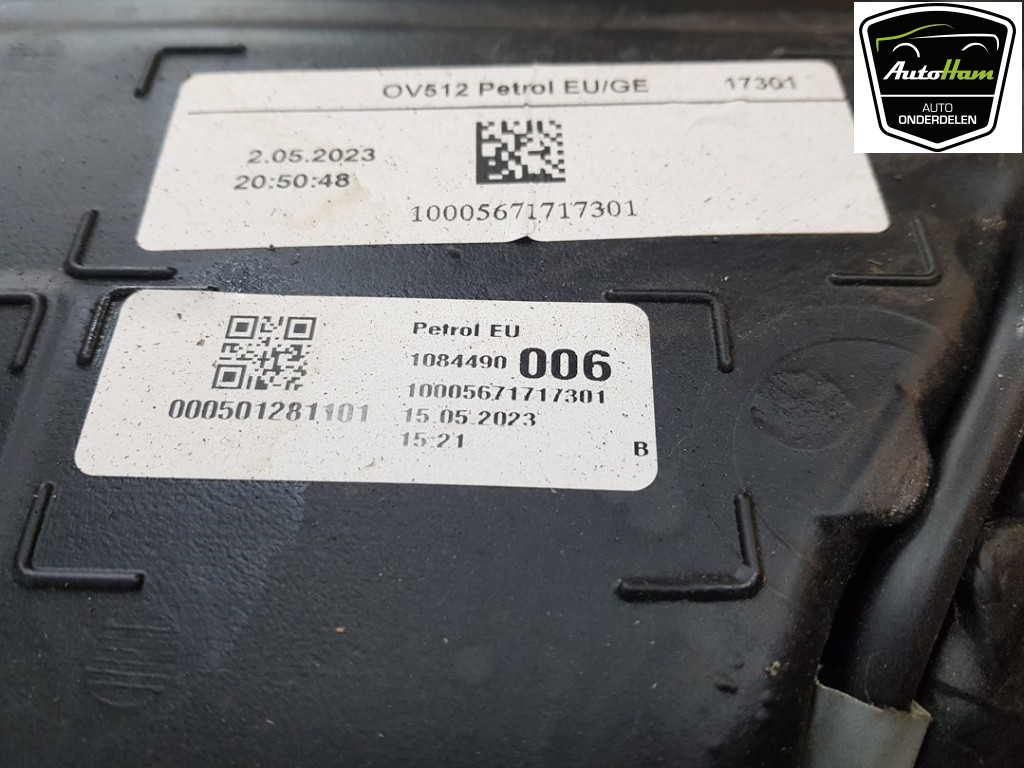 AutoHam
AUTO
ONDERDELEN
OV512 Petrol EU/GE 17301
2.05.2023
20:50:48
10005671717301
Petrol EU
1084490 006
10005671717301
000501281101
15.05.2023
15:21
B